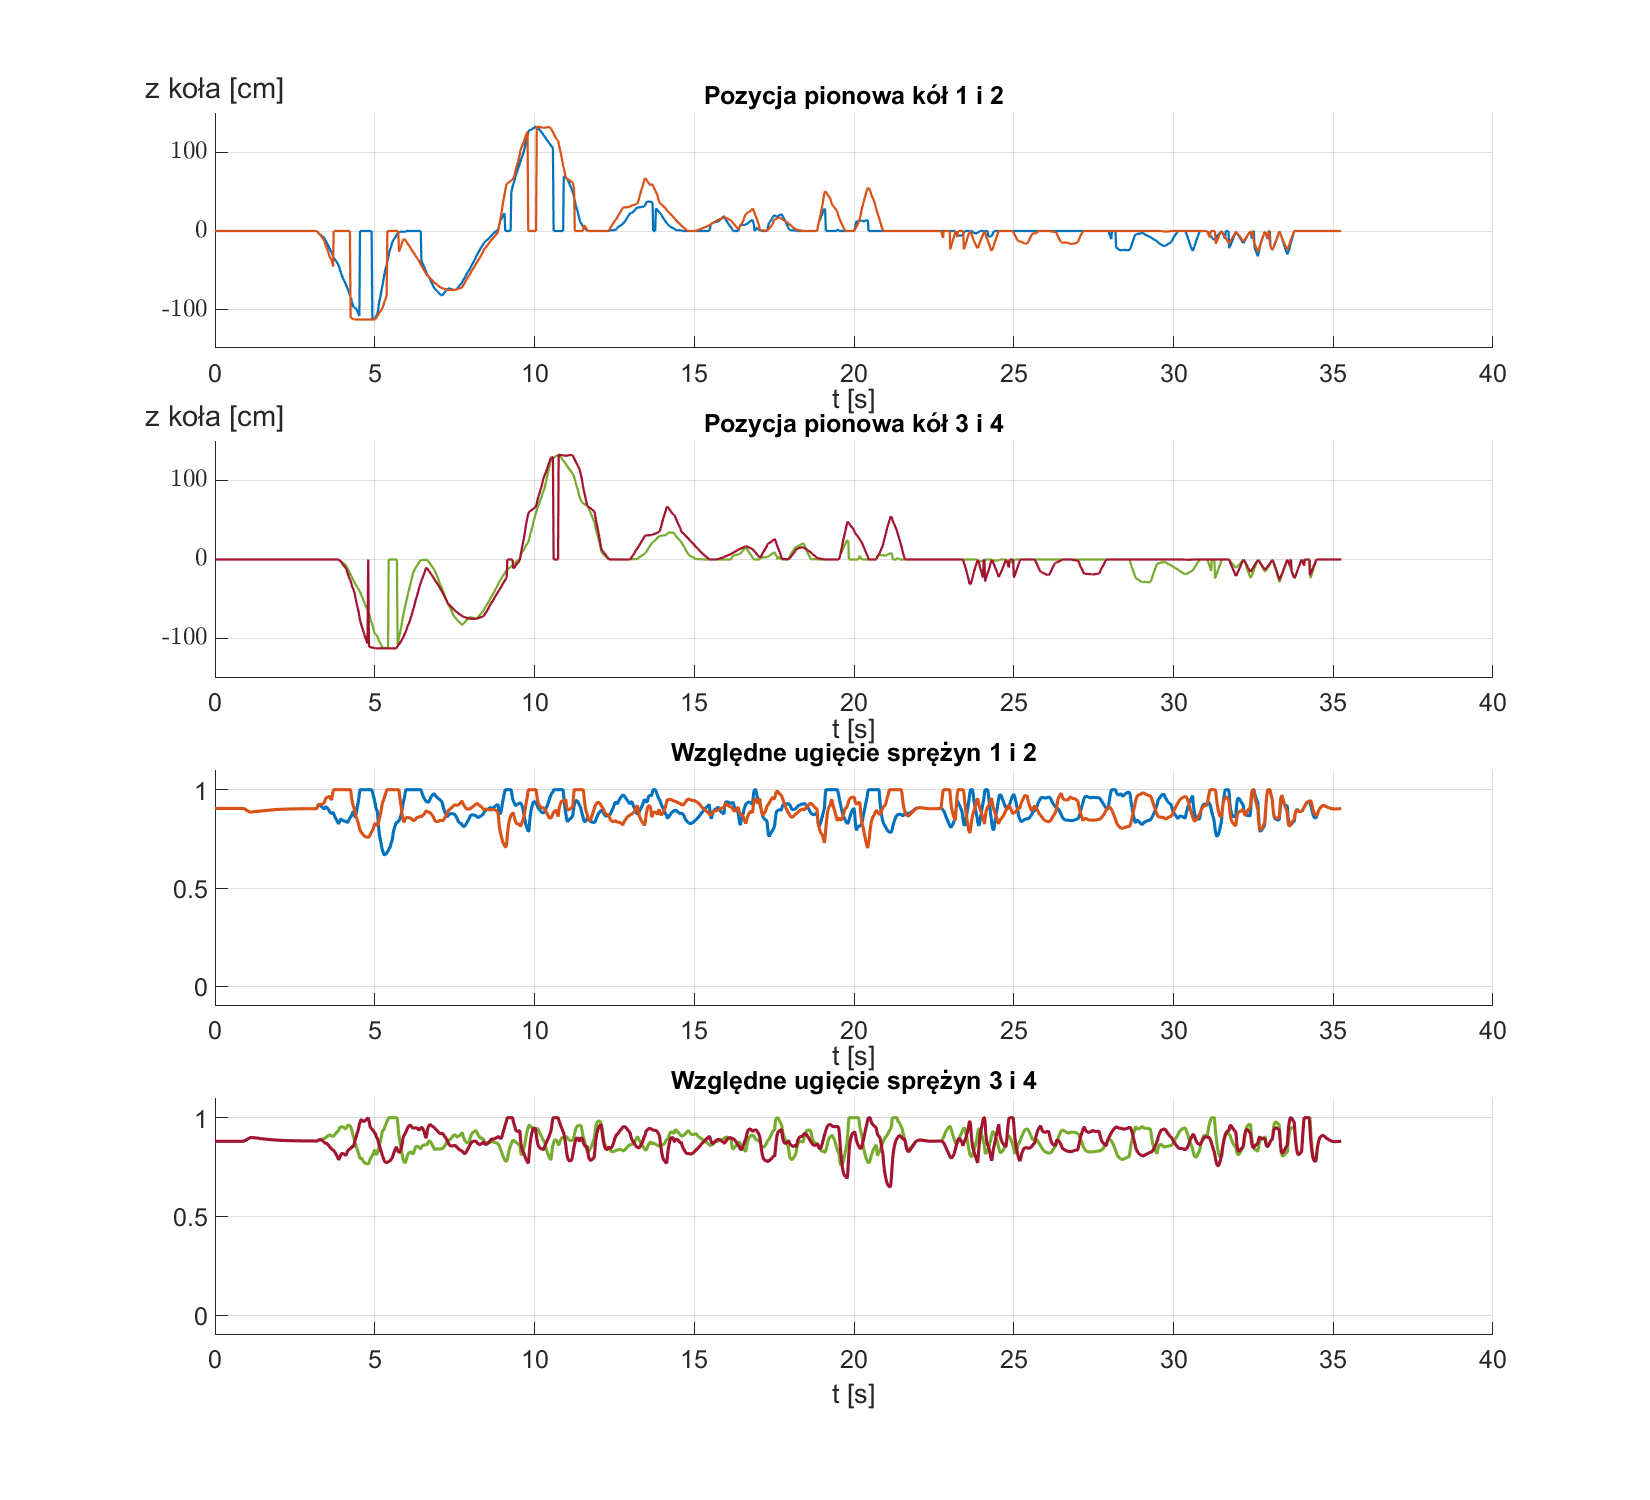 z koła [cm]
Pozycja pionowa kół 1 i 2
100
0
-100
0 5 10 15 20 25 30 35 40
t [s]
z koła [cm]
Pozycja pionowa kół 3 i 4
100
0
-100
0 5 10 15 20 25 30 35 40
t [s]
Względne ugięcie sprężyn 1 i 2
1
0.5
0
0 5 10 15 20 25 30 35 40
t [s]
Względne ugięcie sprężyn 3 i 4
1
0.5
0
0 5 10 15 20 25 30 35 40
t [s]